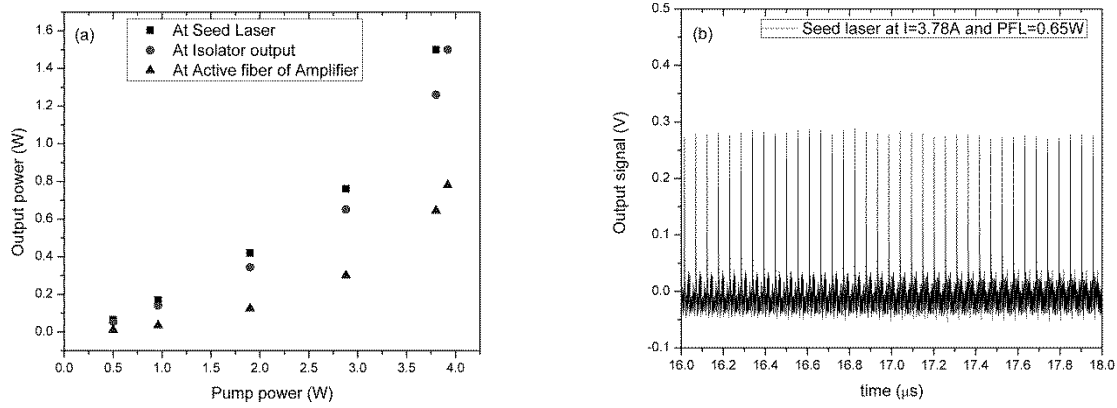 (a)
At Seed Laser
At Isolator output
At Active fiber of Amplifier
1.6
1.4
1.2
1.0
0.8
0.6
0.4
0.2
0.0
Output power (W)
0.0 0.5 1.0 1.5 2.0 2.5 3.0 3.5 4.0
Pump power (W)
(b)
Seed laser at I=3.78A and PFL=0.65W
0.5
0.4
0.3
0.2
0.1
0.0
-0.1
Output signal (V)
16.0 16.2 16.4 16.6 16.8 17.0 17.2 17.4 17.6 17.8 18.0
time (μs)